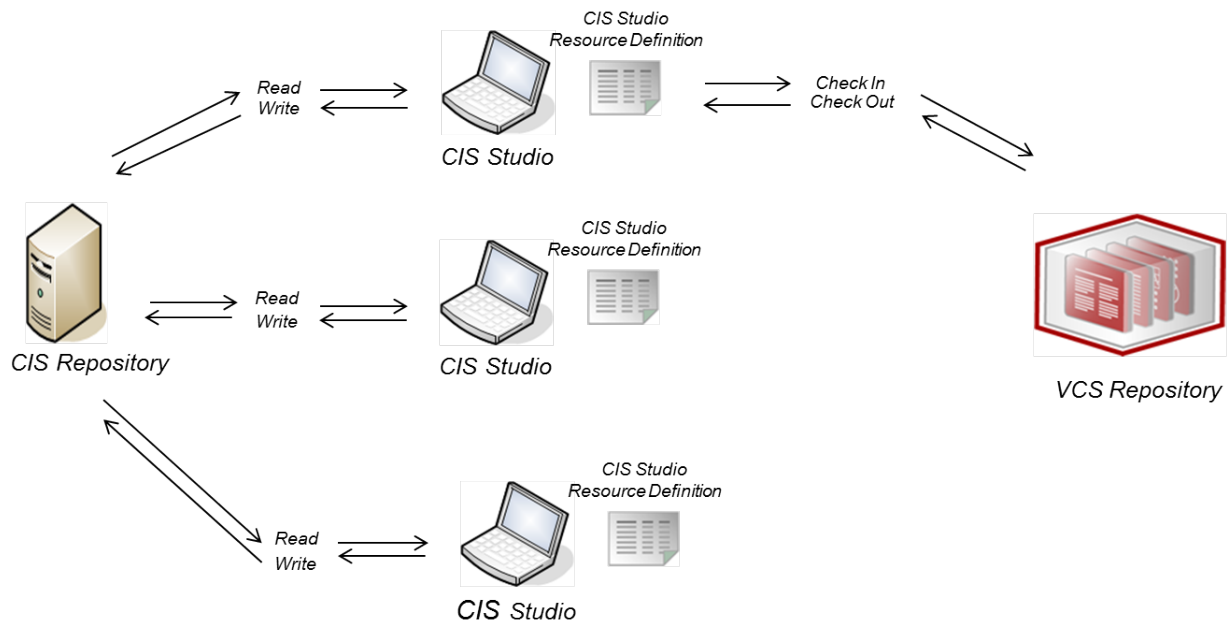 CIS Studio
Resource Definition
Read
Write
Check In
Check Out
CIS Studio
CIS Studio
Resource Definition
Read
Write
CIS Studio
CIS Repository
VCS Repository
CIS Studio
Resource Definition
Read
Write
CIS Studio